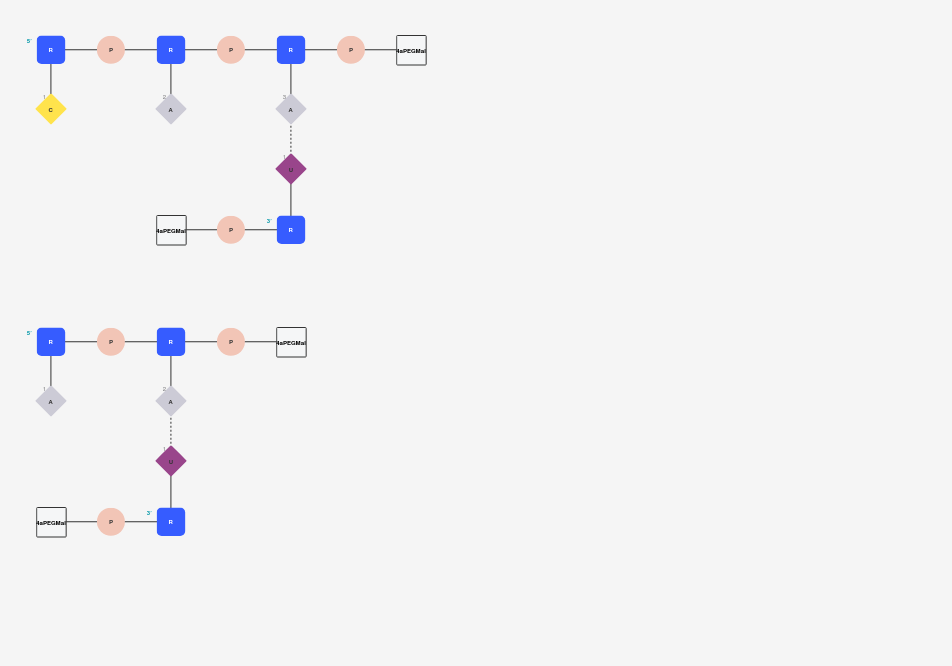 5' R P R P R P 4aPEGMal
1 C 2 A 3 A
1 U
4aPEGMal P 3' R
5' R P R P 4aPEGMal
1 A 2 A
1 U
4aPEGMal P 3' R